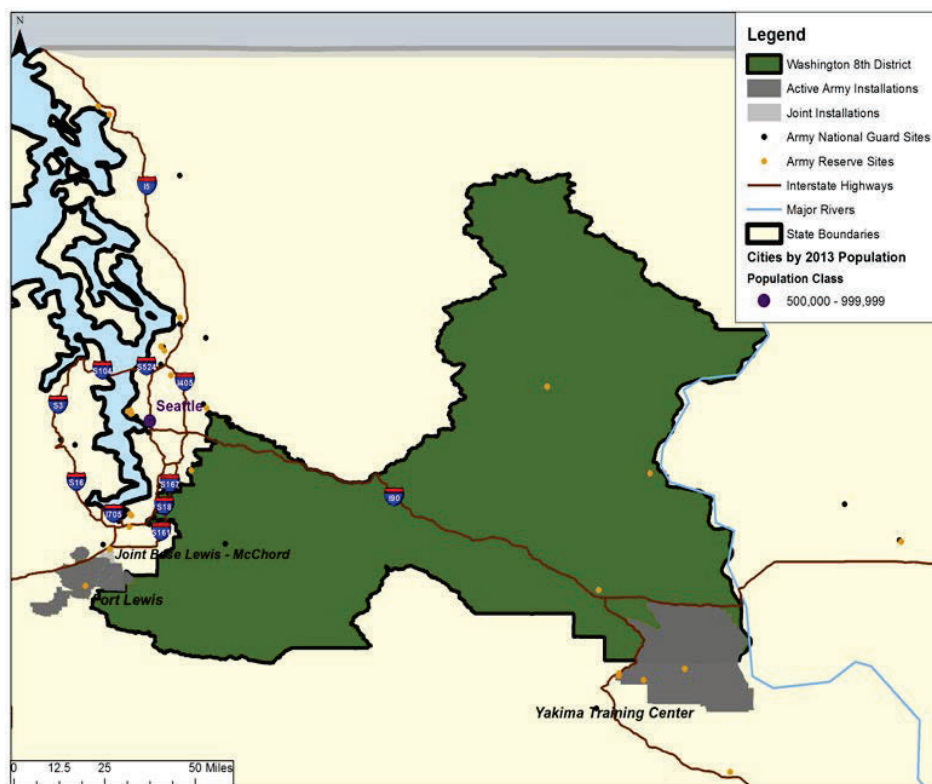 N
Legend
Washington 8th District
Active Army Installations
Joint Installations
Army National Guard Sites
Army Reserve Sites
Interstate Highways
Major Rivers
State Boundaries
Cities by 2013 Population
Population Class
500,000 - 999,999
I5
S104
S524
I405
S3
Seattle
S16
S167
I90
I705
S18
S161
Joint Base Lewis - McChord
Fort Lewis
Yakima Training Center
0 12.5 25 50 Miles